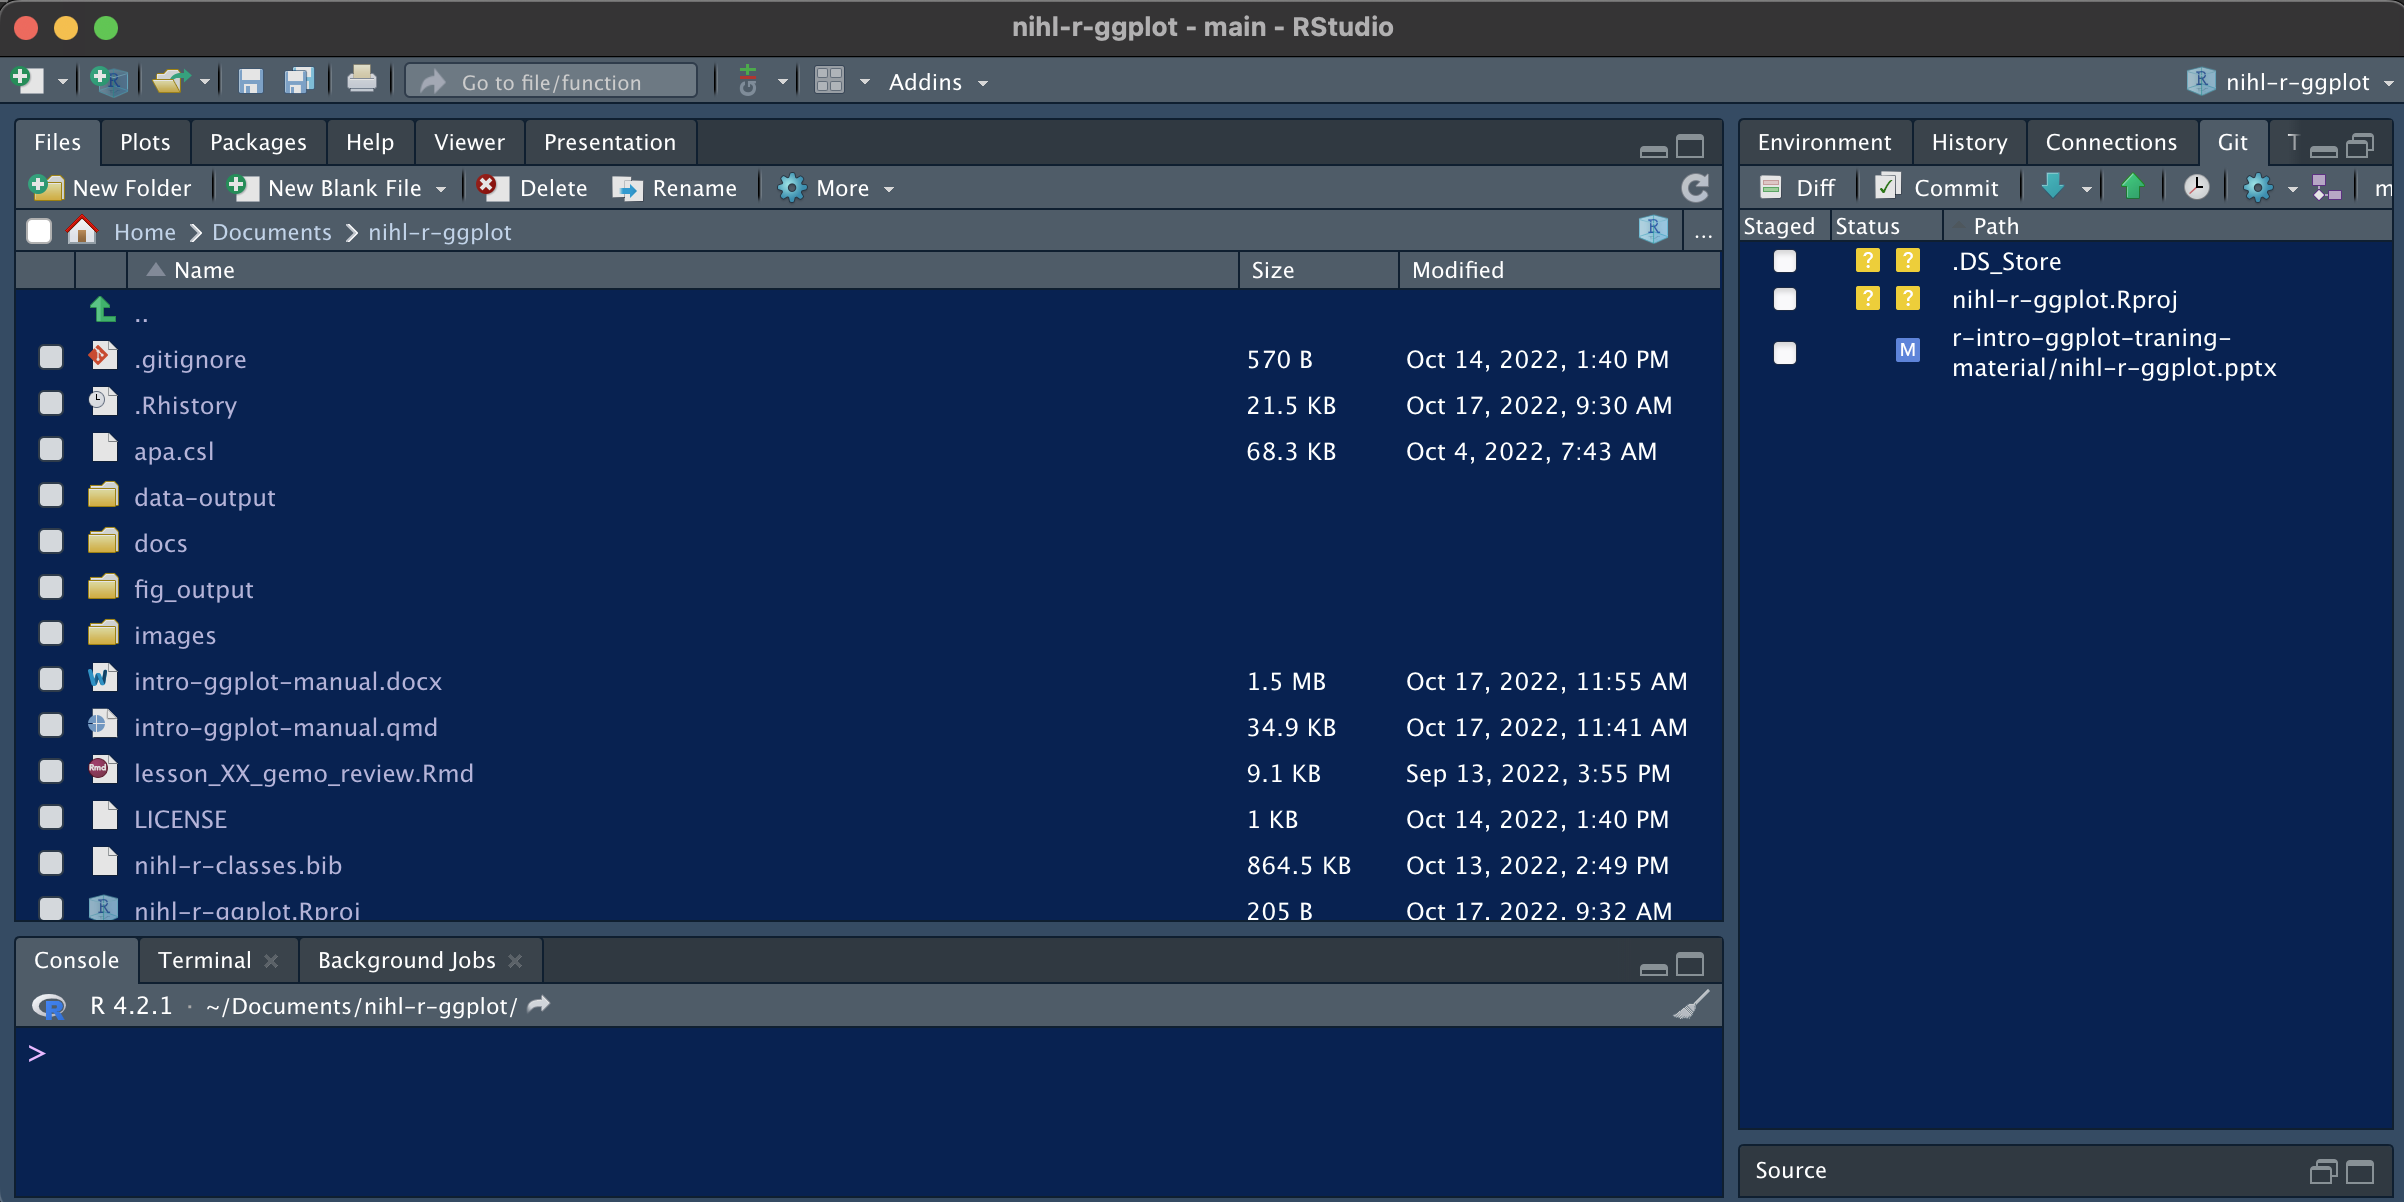 nihl-r-ggplot - main - RStudio
Go to file/function
Addins
nihl-r-ggplot
Files Plots Packages Help Viewer Presentation
New Folder New Blank File Delete Rename More
Home Documents nihl-r-ggplot ...
Name Size Modified
..
.gitignore 570 B Oct 14, 2022, 1:40 PM
.Rhistory 21.5 KB Oct 17, 2022, 9:30 AM
apa.csl 68.3 KB Oct 4, 2022, 7:43 AM
data-output
docs
fig_output
images
intro-ggplot-manual.docx 1.5 MB Oct 17, 2022, 11:55 AM
intro-ggplot-manual.qmd 34.9 KB Oct 17, 2022, 11:41 AM
lesson_XX_gemo_review.Rmd 9.1 KB Sep 13, 2022, 3:55 PM
LICENSE 1 KB Oct 14, 2022, 1:40 PM
nihl-r-classes.bib 864.5 KB Oct 13, 2022, 2:49 PM
nihl-r-ggplot.Rproj 205 B Oct 17, 2022, 9:32 AM
Console Terminal Background Jobs
R 4.2.1 · ~/Documents/nihl-r-ggplot/
>
Environment History Connections Git T
Diff Commit m
Staged Status Path
? ? .DS_Store
? ? nihl-r-ggplot.Rproj
M r-intro-ggplot-traning-
material/nihl-r-ggplot.pptx
Source